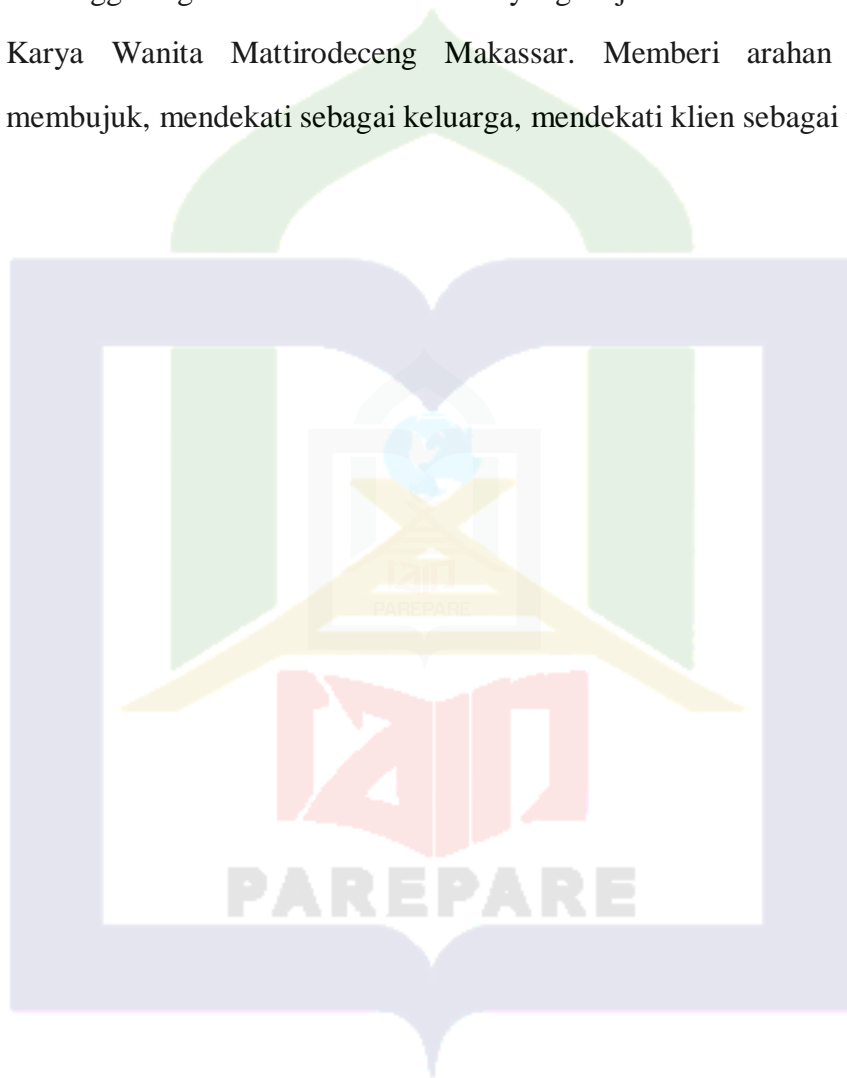 Karya Wanita Mattirodeceng Makassar. Memberi arahan
membujuk, mendekati sebagai keluarga, mendekati klien sebagai
PAREPARE
PAREPARE